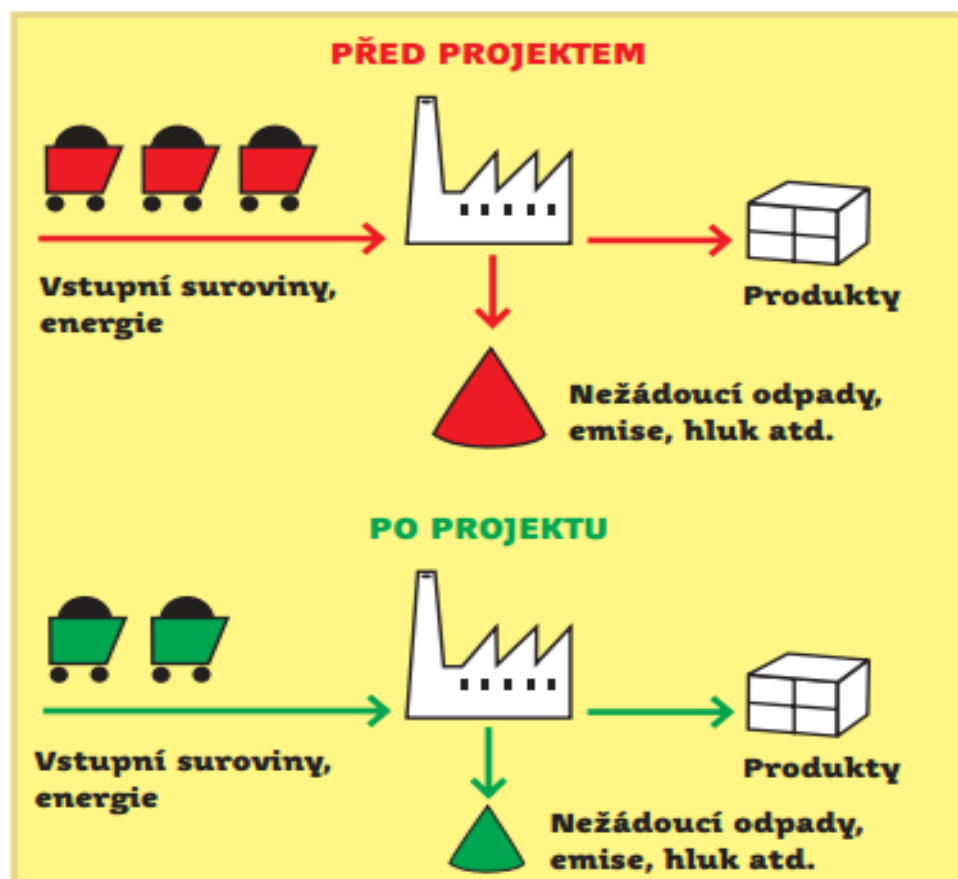 PŘED PROJEKTEM
Vstupní suroviny,
energie
Produkty
Nežádoucí odpady,
emise, hluk atd.
PO PROJEKTU
Vstupní suroviny,
energie
Produkty
Nežádoucí odpady,
emise, hluk atd.